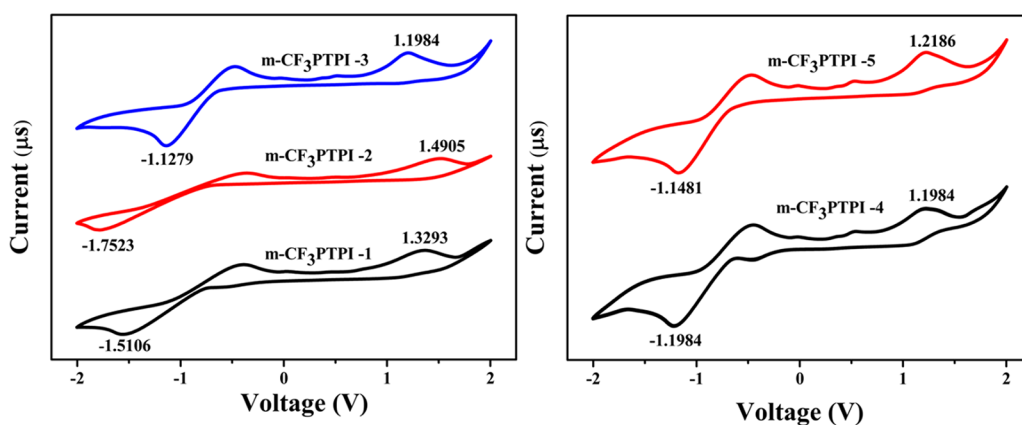 Current (µs)
m-CF₃PTPI -3
1.1984
-1.1279
m-CF₃PTPI -2
1.4905
-1.7523
m-CF₃PTPI -1
1.3293
-1.5106
-2 -1 0 1 2
Voltage (V)
Current (µs)
m-CF₃PTPI -5
1.2186
-1.1481
m-CF₃PTPI -4
1.1984
-1.1984
-2 -1 0 1 2
Voltage (V)